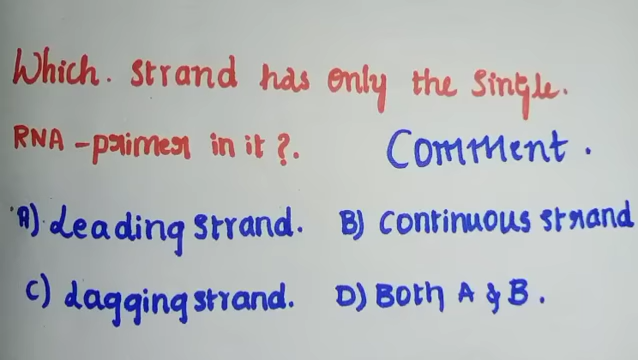 Which. strand has only the single.
RNA - primer in it ?. Comment.
A) Leading strand. B) continuous strand
C) Lagging strand. D) Both A & B.